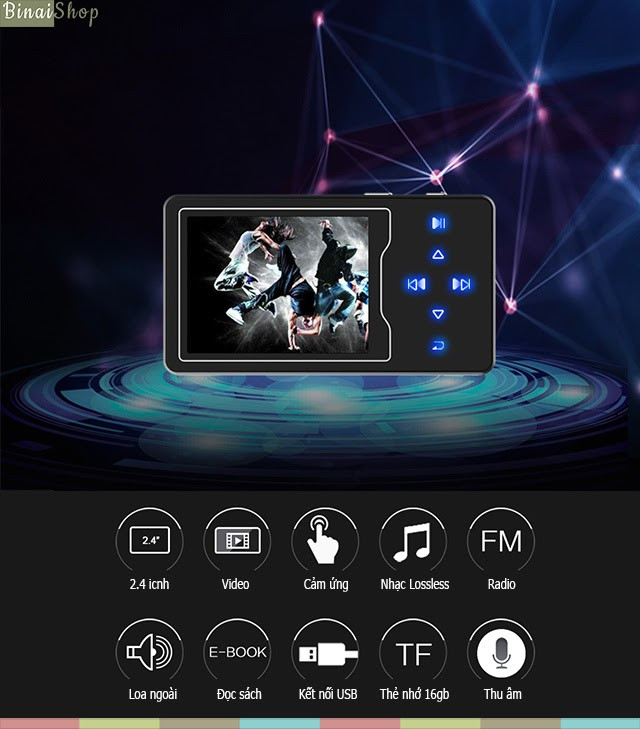 BinaiShop
2.4"
FM
2.4 icnh
Video
Cảm ứng
Nhạc Lossless
Radio
E-BOOK
TF
Loa ngoài
Đọc sách
Kết nối USB
Thẻ nhớ 16gb
Thu âm